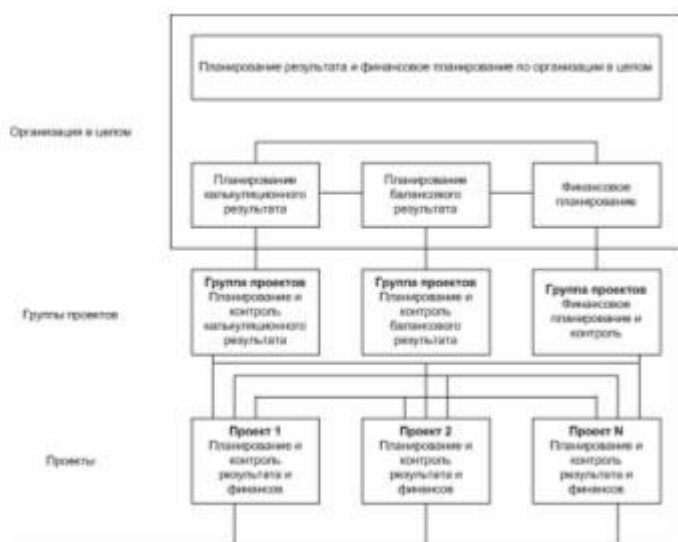 Планирование результата и финансовое планирование по организации в целом
Организация в целом
Планирование
калькуляционного
результата
Планирование
балансового
результата
Финансовое
планирование
Группы проектов
Группа проектов
Планирование и
контроль
калькуляционного
результата
Группа проектов
Планирование и
контроль
балансового
результата
Группа проектов
Финансовое
планирование и
контроль
Проекты
Проект 1
Планирование и
контроль
результата и
финансов
Проект 2
Планирование и
контроль
результата и
финансов
Проект N
Планирование и
контроль
результата и
финансов